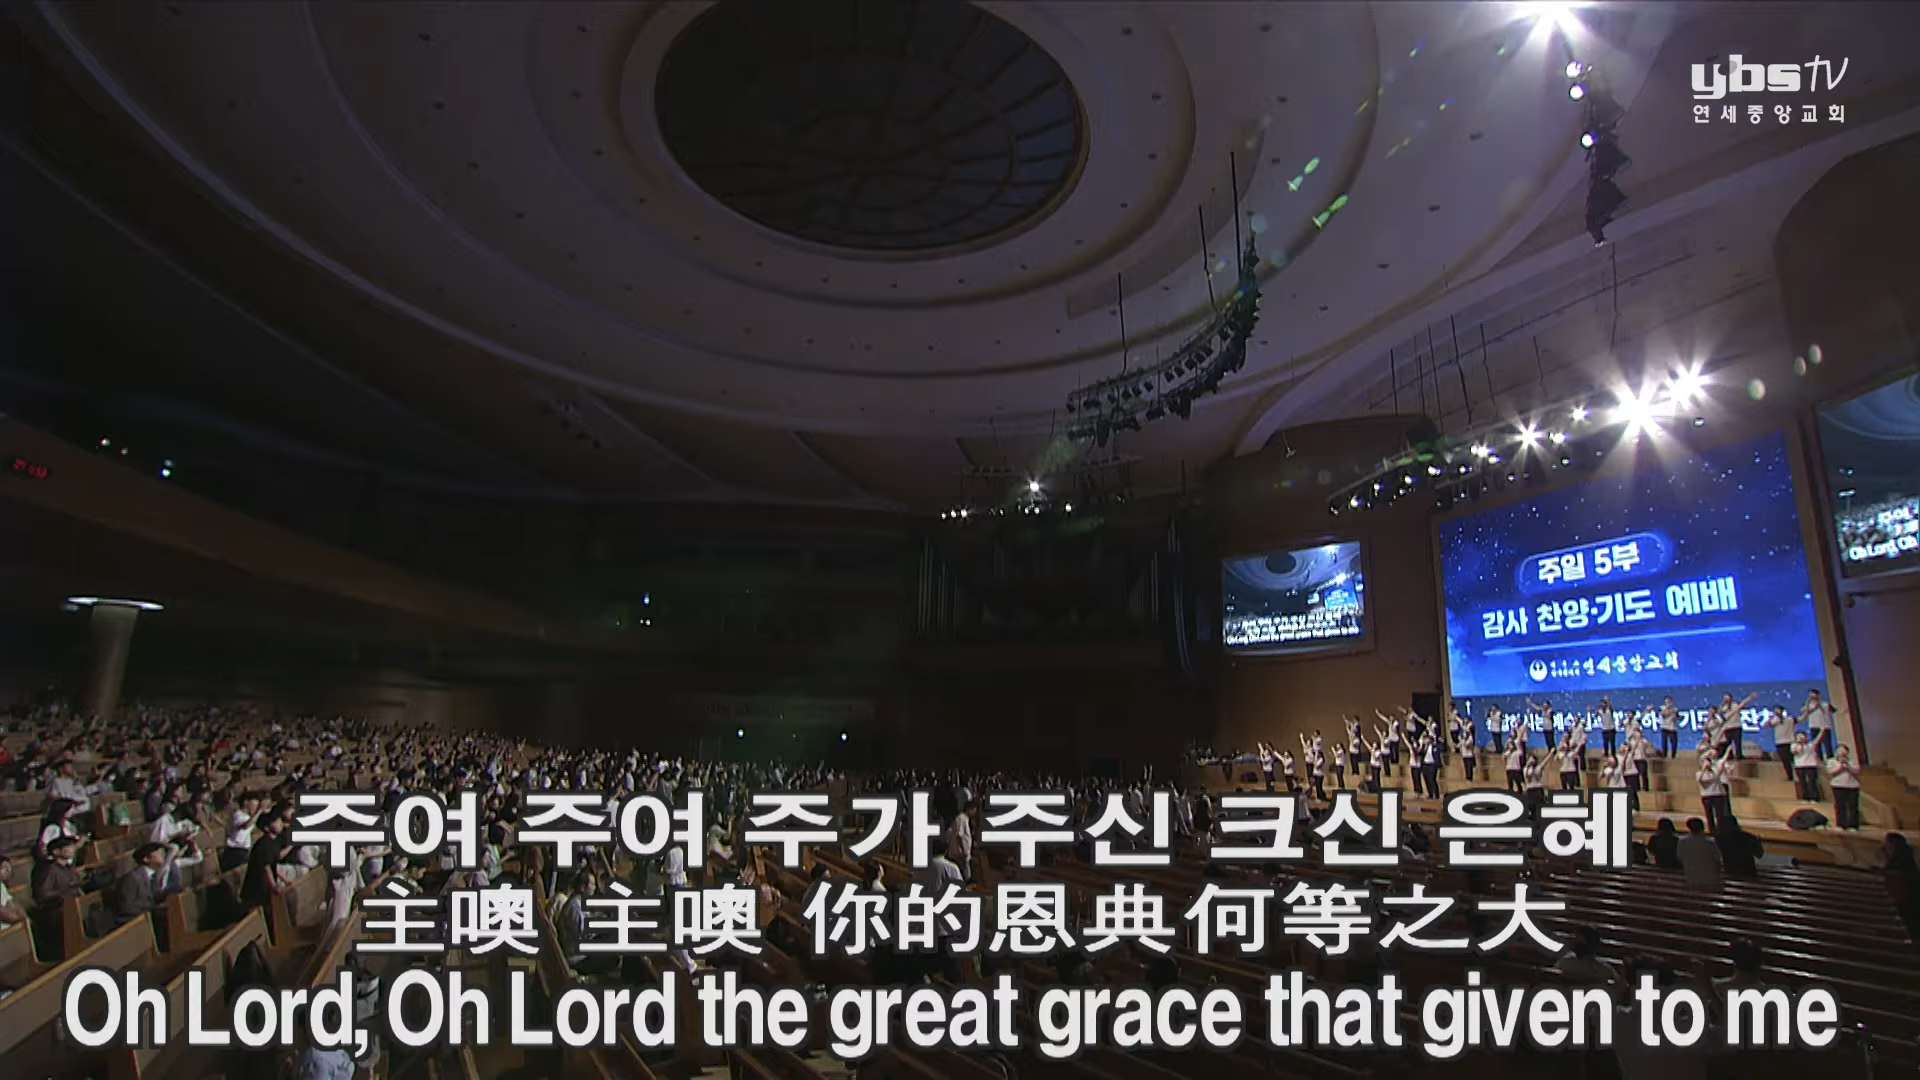 ybstv
연세중앙교회
주일 5부
감사 찬양·기도 예배
연세중앙교회
주여 주여 주가 주신 크신 은혜
主噢 主噢 你的恩典何等之大
Oh Lord, Oh Lord the great grace that given to me